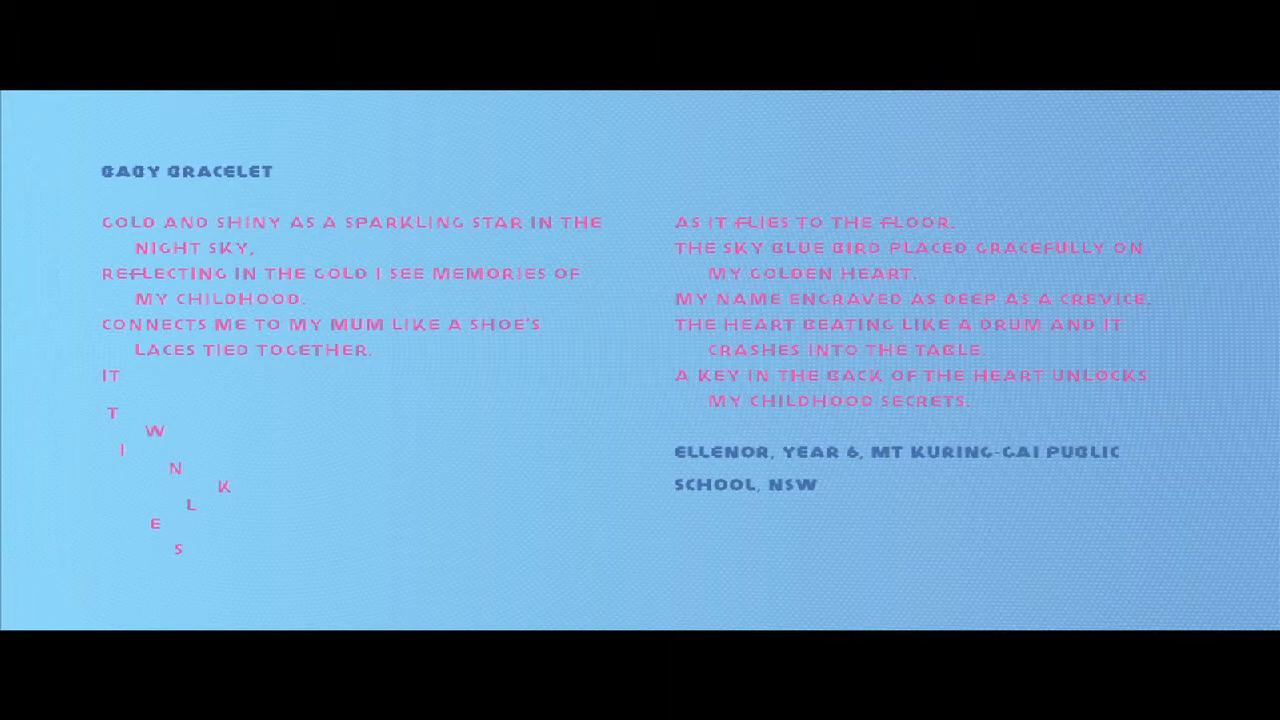 BABY BRACELET
GOLD AND SHINY AS A SPARKLING STAR IN THE
NIGHT SKY,
REFLECTING IN THE GOLD I SEE MEMORIES OF
MY CHILDHOOD.
CONNECTS ME TO MY MUM LIKE A SHOE'S
LACES TIED TOGETHER.
IT
T
W
I
N
K
L
E
S
AS IT FLIES TO THE FLOOR.
THE SKY BLUE BIRD PLACED GRACEFULLY ON
MY GOLDEN HEART.
MY NAME ENGRAVED AS DEEP AS A CREVICE.
THE HEART BEATING LIKE A DRUM AND IT
CRASHES INTO THE TABLE.
A KEY IN THE BACK OF THE HEART UNLOCKS
MY CHILDHOOD SECRETS.
ELLENOR, YEAR 6, MT KURING-GAI PUBLIC
SCHOOL, NSW